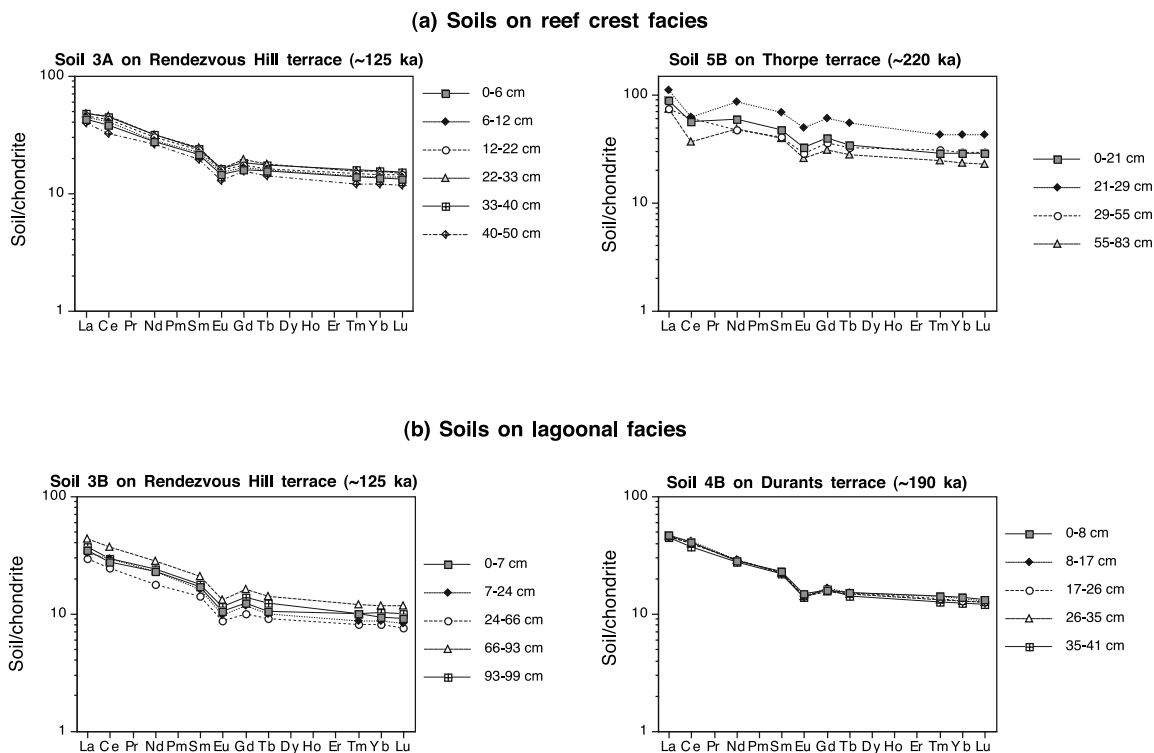 (a) Soils on reef crest facies
Soil 3A on Rendezvous Hill terrace (~125 ka)
100
10
1
Soil/chondrite
La Ce Pr Nd Pm Sm Eu Gd Tb Dy Ho Er Tm Yb Lu
0-6 cm
6-12 cm
12-22 cm
22-33 cm
33-40 cm
40-50 cm
Soil 5B on Thorpe terrace (~220 ka)
100
10
1
Soil/chondrite
La Ce Pr Nd Pm Sm Eu Gd Tb Dy Ho Er Tm Yb Lu
0-21 cm
21-29 cm
29-55 cm
55-83 cm
(b) Soils on lagoonal facies
Soil 3B on Rendezvous Hill terrace (~125 ka)
100
10
1
Soil/chondrite
La Ce Pr Nd Pm Sm Eu Gd Tb Dy Ho Er Tm Yb Lu
0-7 cm
7-24 cm
24-66 cm
66-93 cm
93-99 cm
Soil 4B on Durants terrace (~190 ka)
100
10
1
Soil/chondrite
La Ce Pr Nd Pm Sm Eu Gd Tb Dy Ho Er Tm Yb Lu
0-8 cm
8-17 cm
17-26 cm
26-35 cm
35-41 cm